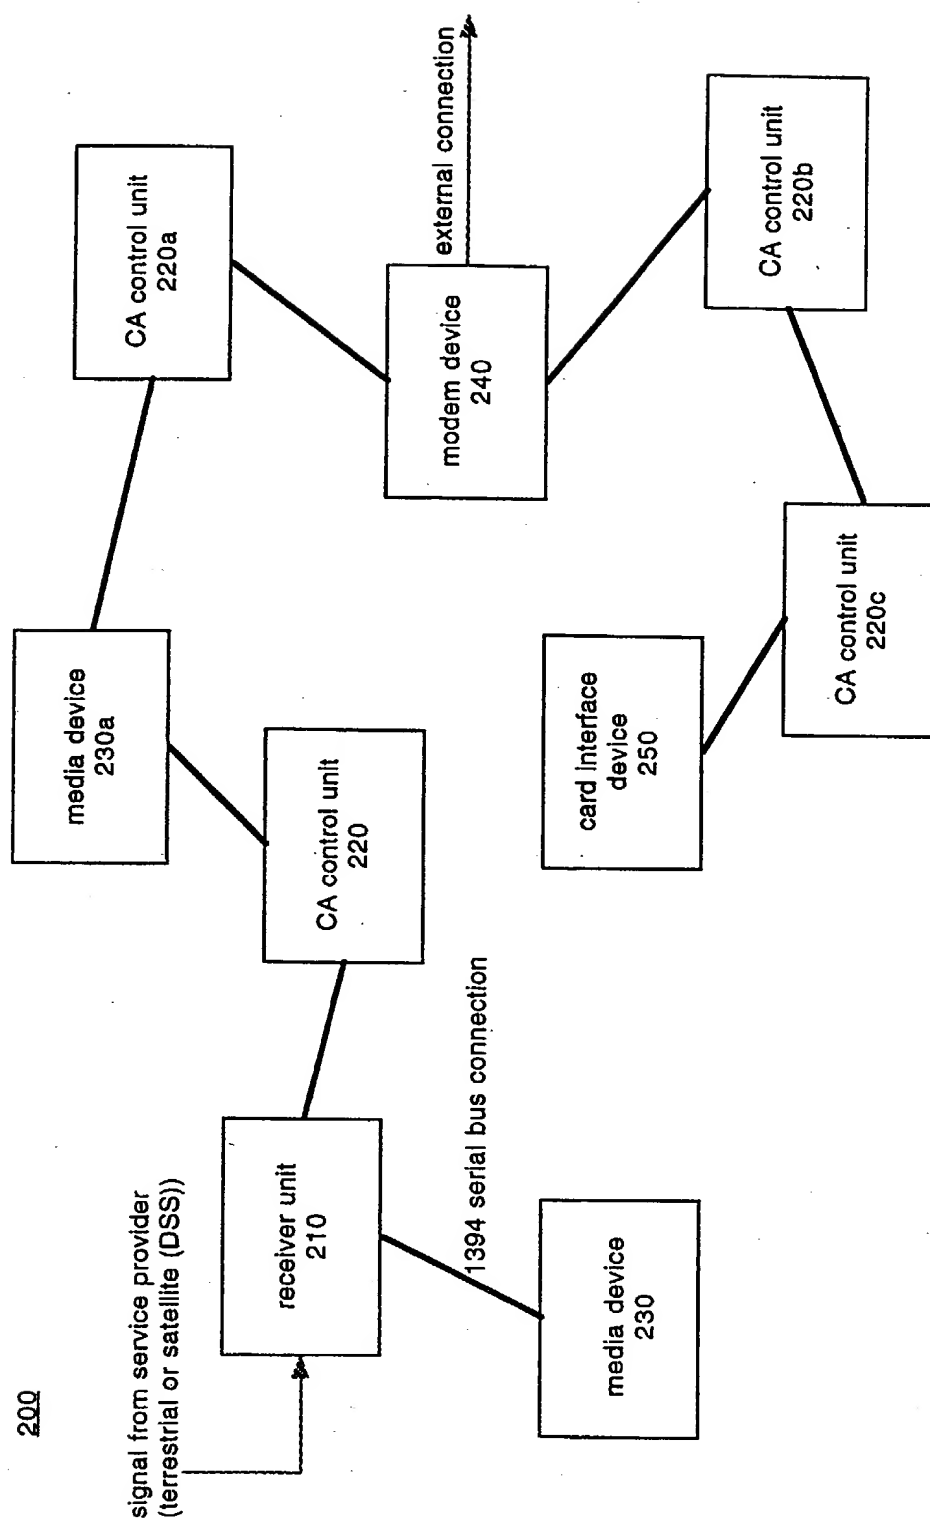 200
signal from service provider
(terrestrial or satellite (DSS))
receiver unit
210
1394 serial bus connection
media device
230
CA control unit
220
media device
230a
CA control unit
220a
modem device
240
external connection
CA control unit
220b
CA control unit
220c
card interface
device
250